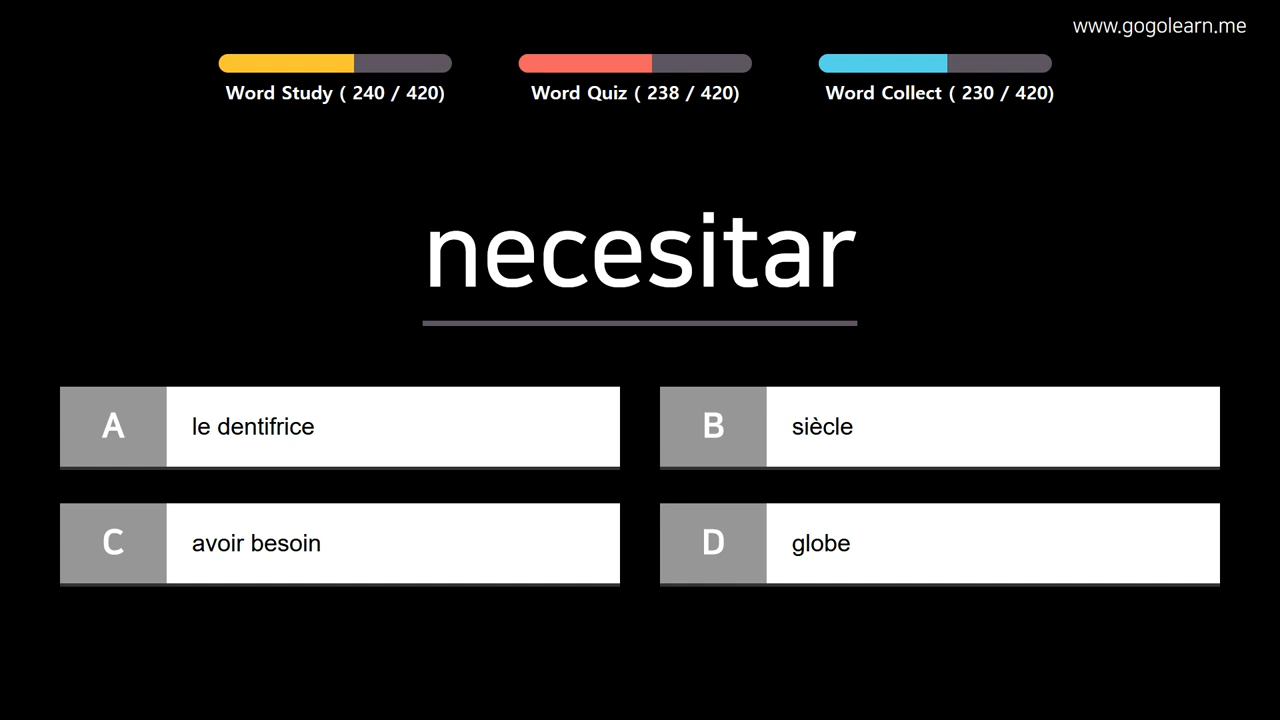 www.gogolearn.me
Word Study ( 240 / 420)
Word Quiz ( 238 / 420)
Word Collect ( 230 / 420)
necesitar
A le dentifrice
B siècle
C avoir besoin
D globe